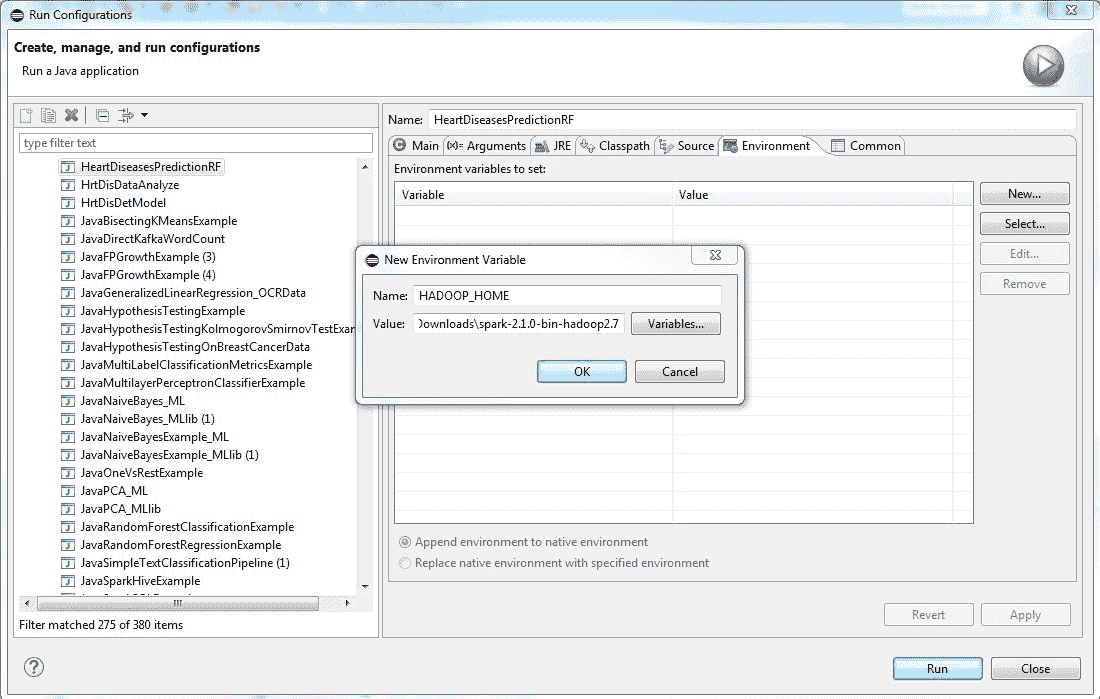 Run Configurations
Create, manage, and run configurations
Run a Java application
type filter text
HeartDiseasesPredictionRF
HrtDisDataAnalyze
HrtDisDetModel
JavaBisectingKMeansExample
JavaDirectKafkaWordCount
JavaFPGrowthExample (3)
JavaFPGrowthExample (4)
JavaGeneralizedLinearRegression_OCRData
JavaHypothesisTestingExample
JavaHypothesisTestingKolmogorovSmirnovTestExar
JavaHypothesisTestingOnBreastCancerData
JavaMultiLabelClassificationMetricsExample
JavaMultilayerPerceptronClassifierExample
JavaNaiveBayes_ML
JavaNaiveBayes_MLlib (1)
JavaNaiveBayesExample_ML
JavaNaiveBayesExample_MLlib (1)
JavaOneVsRestExample
JavaPCA_ML
JavaPCA_MLlib
JavaRandomForestClassificationExample
JavaRandomForestRegressionExample
JavaSimpleTextClassificationPipeline (1)
JavaSparkHiveExample
Filter matched 275 of 380 items
Name: HeartDiseasesPredictionRF
Main (x)= Arguments JRE Classpath Source Environment Common
Environment variables to set:
Variable Value
New...
Select...
Edit...
Remove
New Environment Variable
Name: HADOOP_HOME
Value: Downloads\spark-2.1.0-bin-hadoop2.7 Variables...
OK Cancel
Append environment to native environment
Replace native environment with specified environment
Revert Apply
Run Close